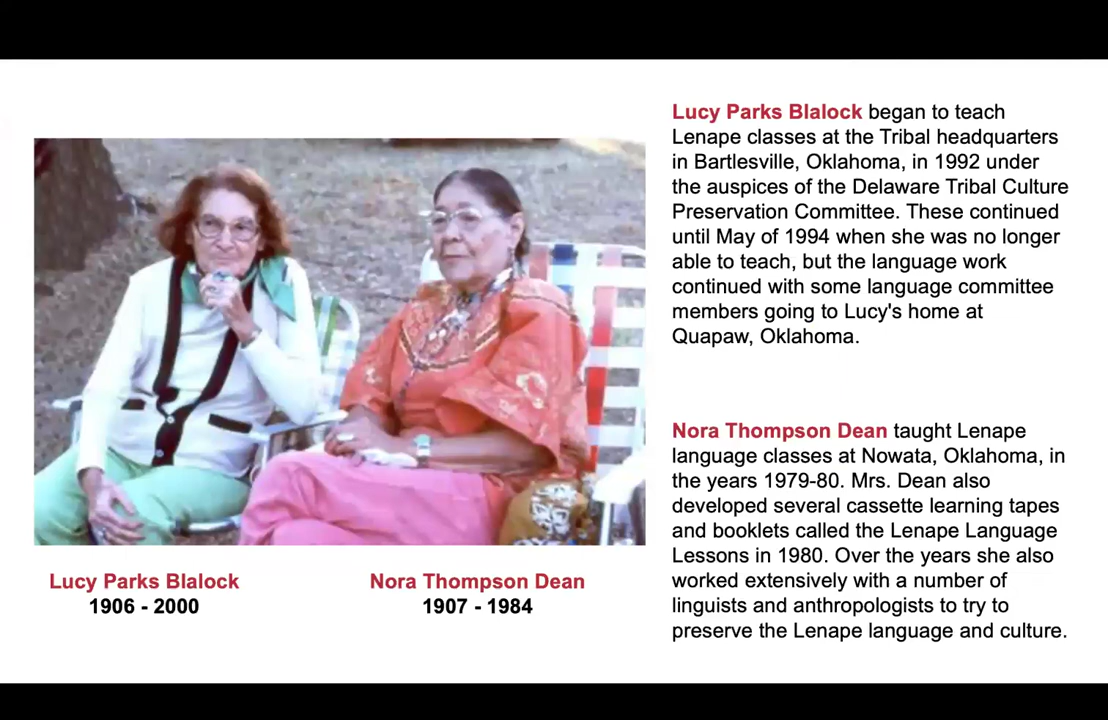 Lucy Parks Blalock began to teach
Lenape classes at the Tribal headquarters
in Bartlesville, Oklahoma, in 1992 under
the auspices of the Delaware Tribal Culture
Preservation Committee. These continued
until May of 1994 when she was no longer
able to teach, but the language work
continued with some language committee
members going to Lucy's home at
Quapaw, Oklahoma.
Nora Thompson Dean taught Lenape
language classes at Nowata, Oklahoma, in
the years 1979-80. Mrs. Dean also
developed several cassette learning tapes
and booklets called the Lenape Language
Lessons in 1980. Over the years she also
worked extensively with a number of
linguists and anthropologists to try to
preserve the Lenape language and culture.
Lucy Parks Blalock
1906 - 2000
Nora Thompson Dean
1907 - 1984